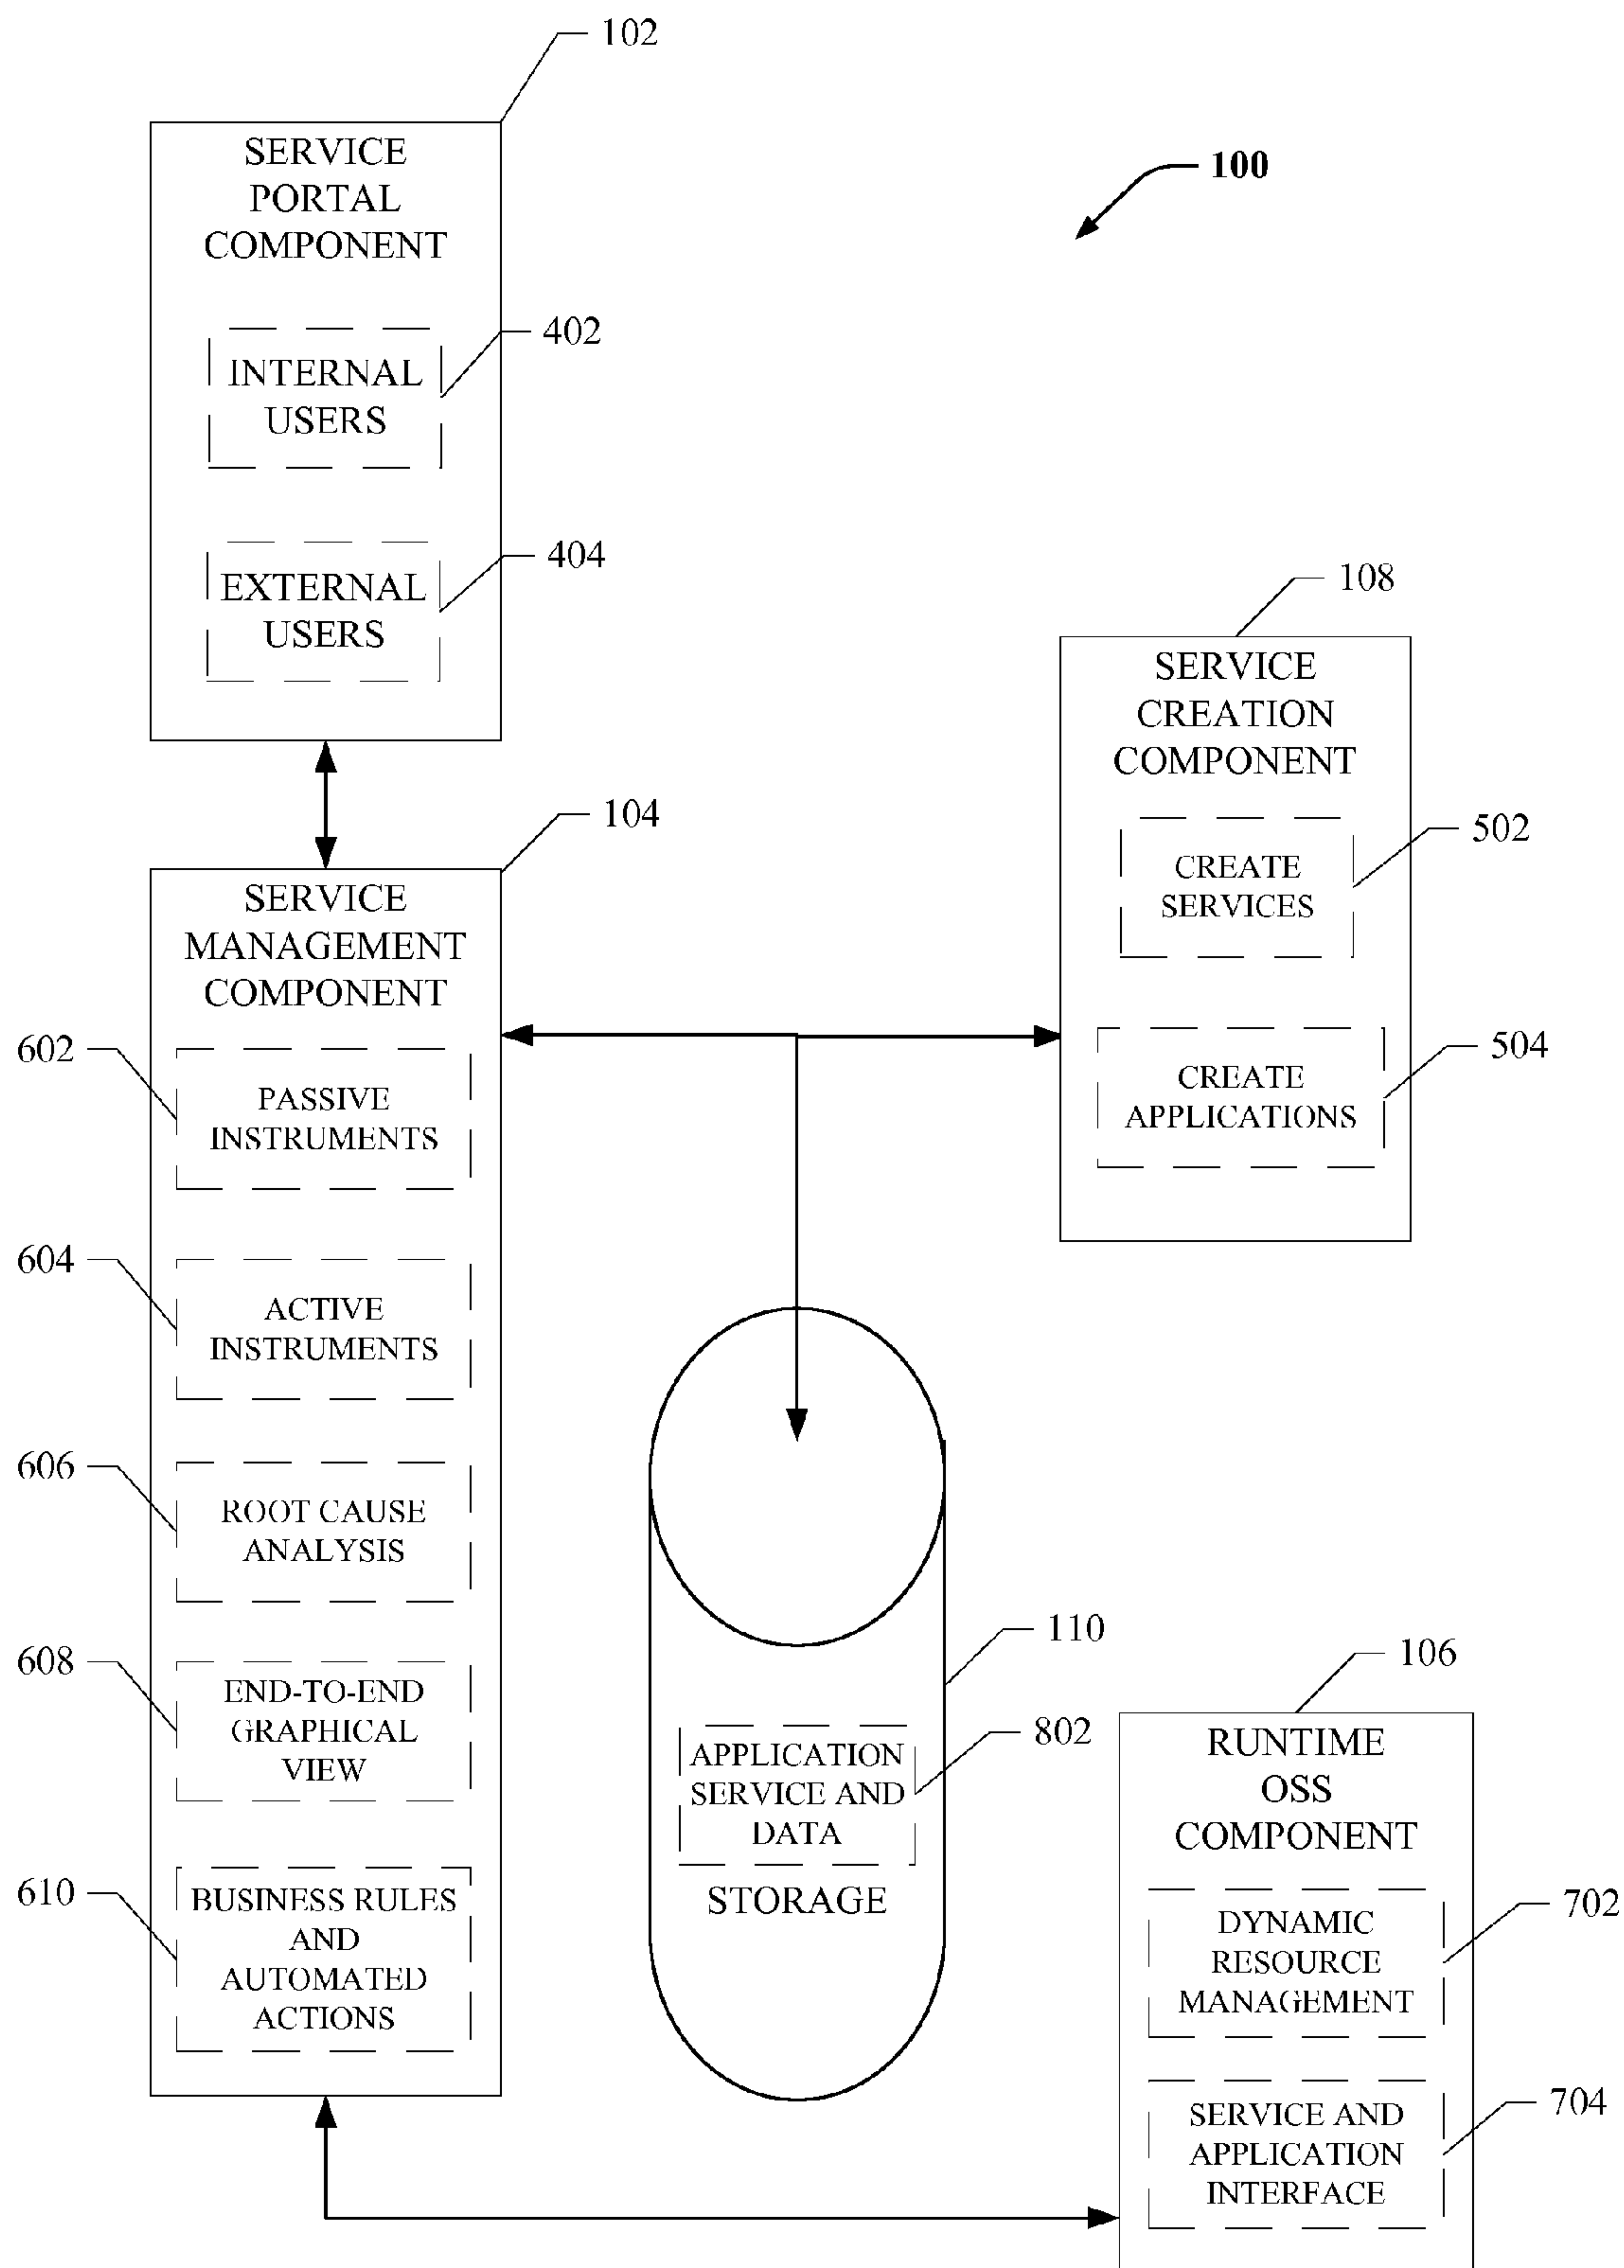 102
SERVICE
PORTAL
COMPONENT
100
INTERNAL
USERS
402
EXTERNAL
USERS
404
108
SERVICE
CREATION
COMPONENT
CREATE
SERVICES
502
CREATE
APPLICATIONS
504
104
SERVICE
MANAGEMENT
COMPONENT
602
PASSIVE
INSTRUMENTS
604
ACTIVE
INSTRUMENTS
606
ROOT CAUSE
ANALYSIS
608
END-TO-END
GRAPHICAL
VIEW
610
BUSINESS RULES
AND
AUTOMATED
ACTIONS
110
APPLICATION
SERVICE AND
DATA
802
STORAGE
106
RUNTIME
OSS
COMPONENT
DYNAMIC
RESOURCE
MANAGEMENT
702
SERVICE AND
APPLICATION
INTERFACE
704